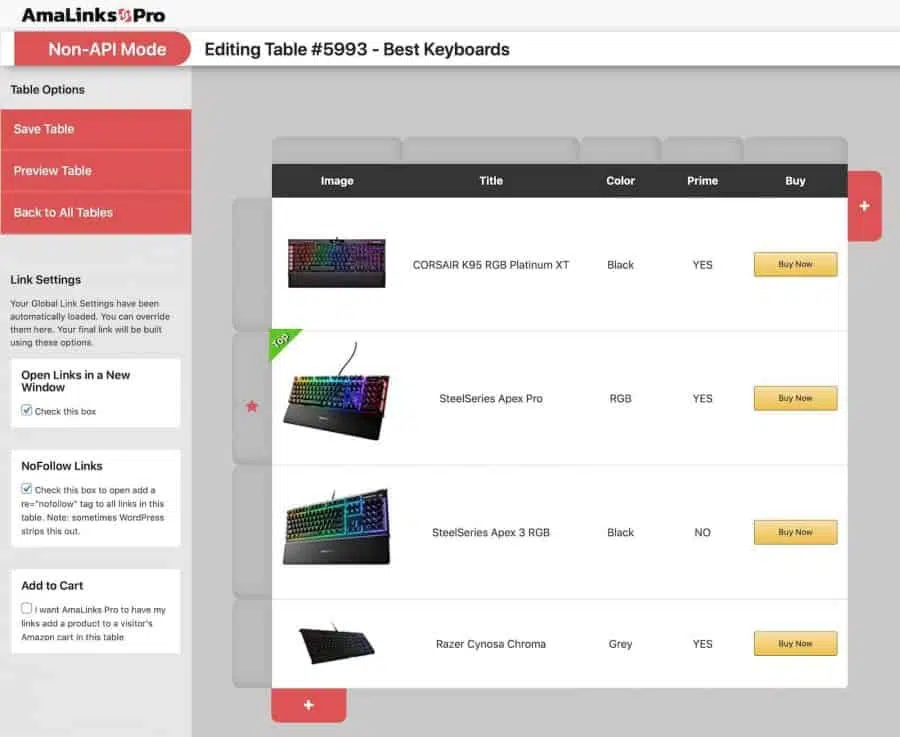 AmaLinks Pro
Non-API Mode
Editing Table #5993 - Best Keyboards
Table Options
Save Table
Preview Table
Back to All Tables
Link Settings
Your Global Link Settings have been
automatically loaded. You can override
them here. Your final link will be built
using these options.
Open Links in a New
Window
Check this box
NoFollow Links
Check this box to open add a
re="nofollow" tag to all links in this
table. Note: sometimes WordPress
strips this out.
Add to Cart
I want AmaLinks Pro to have my
links add a product to a visitor's
Amazon cart in this table
Image Title Color Prime Buy
+
CORSAIR K95 RGB Platinum XT Black YES Buy Now
Top
SteelSeries Apex Pro RGB YES Buy Now
SteelSeries Apex 3 RGB Black NO Buy Now
Razer Cynosa Chroma Grey YES Buy Now
+